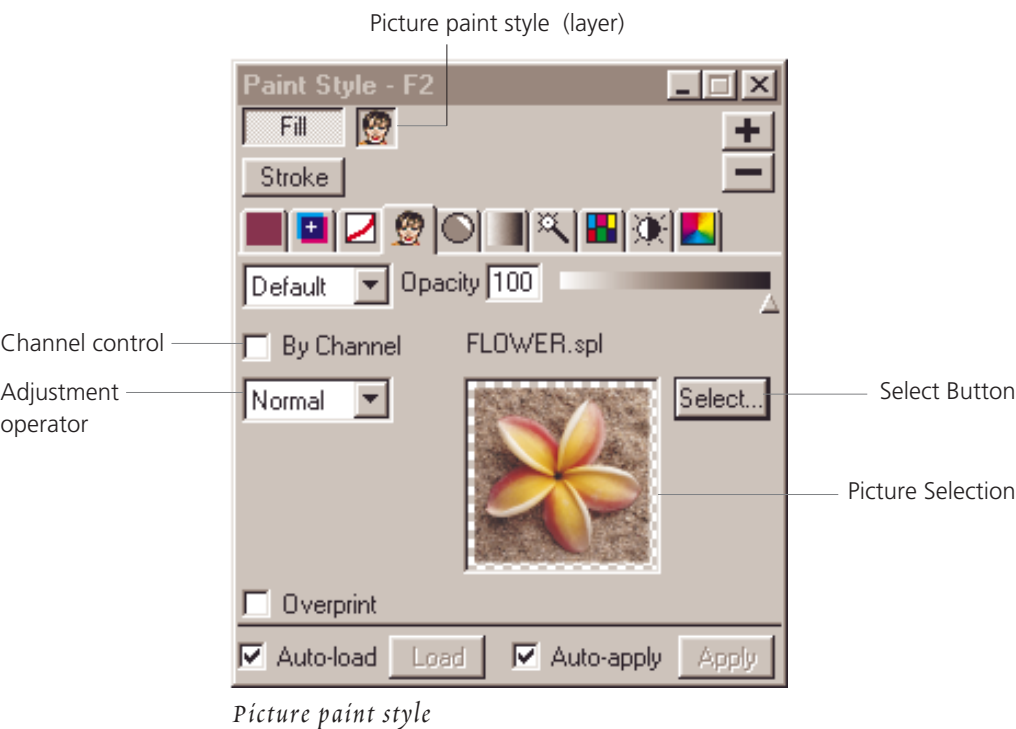 Picture paint style (layer)
Paint Style - F2
Fill
Stroke
Default
Opacity 100
Channel control
By Channel
FLOWER.spl
Adjustment
operator
Normal
Select...
Select Button
Picture Selection
Overprint
Auto-load
Load
Auto-apply
Apply
Picture paint style